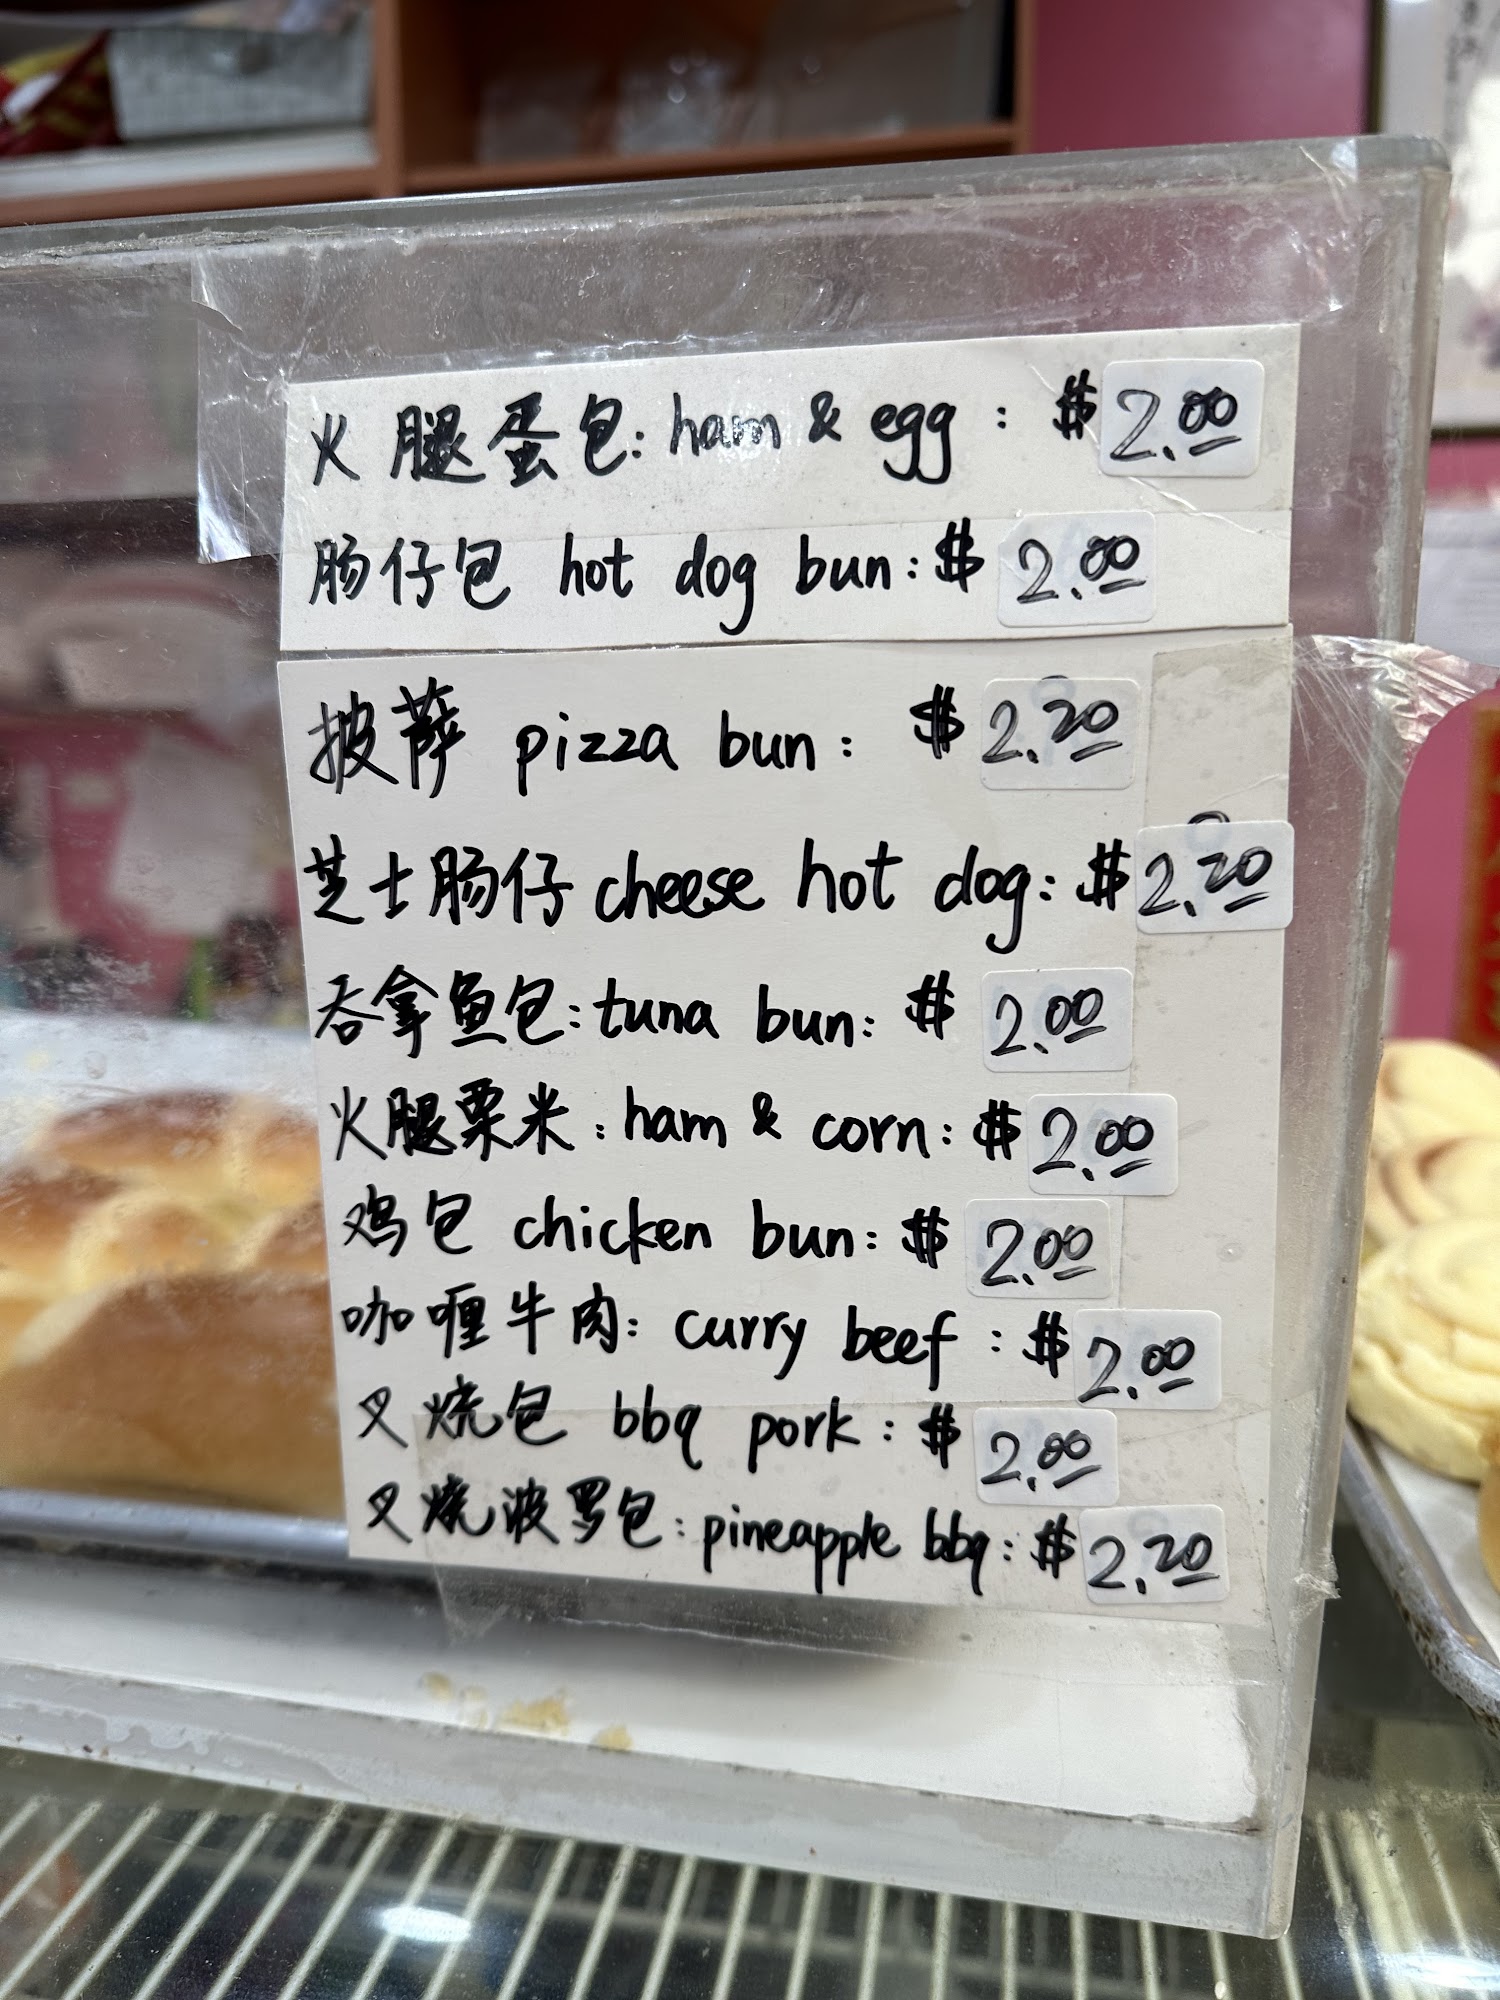 火腿蛋包: ham & egg : $2.00
肠仔包 hot dog bun: $2.00
披萨 pizza bun: $2.20
芝士肠仔 cheese hot dog: $2.20
吞拿鱼包: tuna bun: $2.00
火腿粟米: ham & corn: $2.00
鸡包 chicken bun: $2.00
咖喱牛肉: curry beef : $2.00
叉烧包 bbq pork: $2.00
叉烧波罗包: pineapple bbq: $2.20